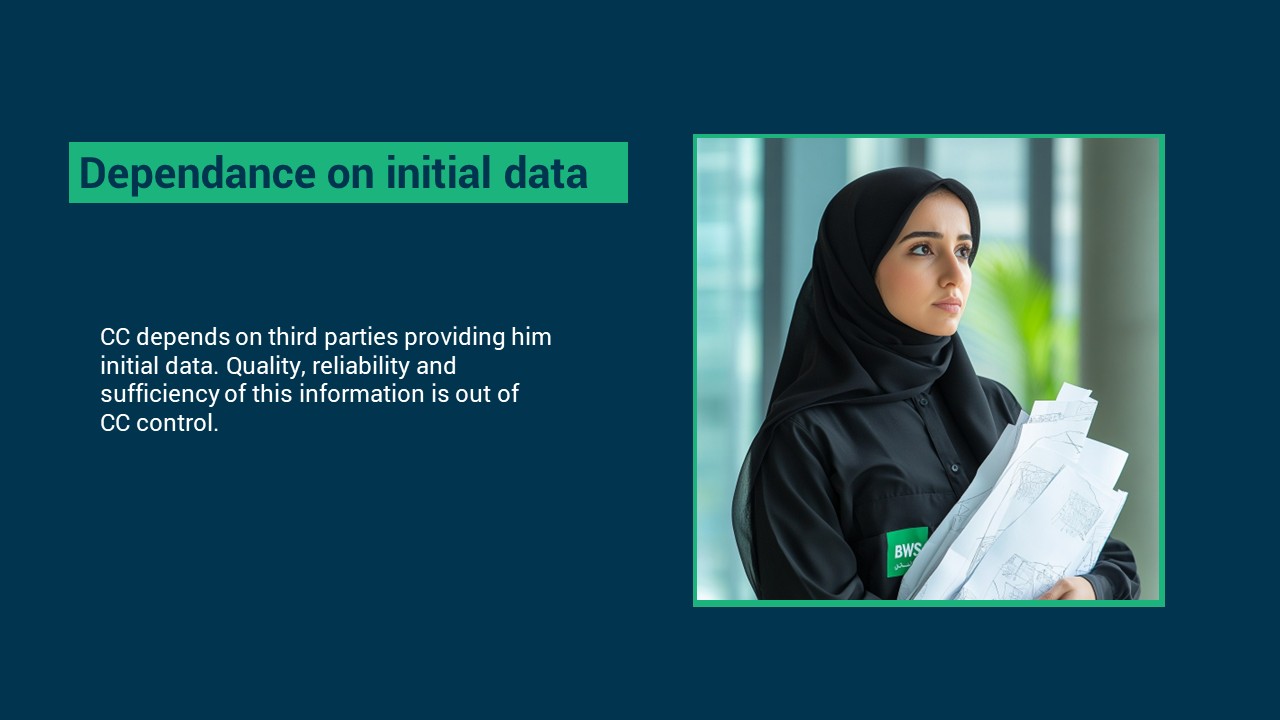 Dependance on initial data
CC depends on third parties providing him
initial data. Quality, reliability and
sufficiency of this information is out of
CC control.
BWS